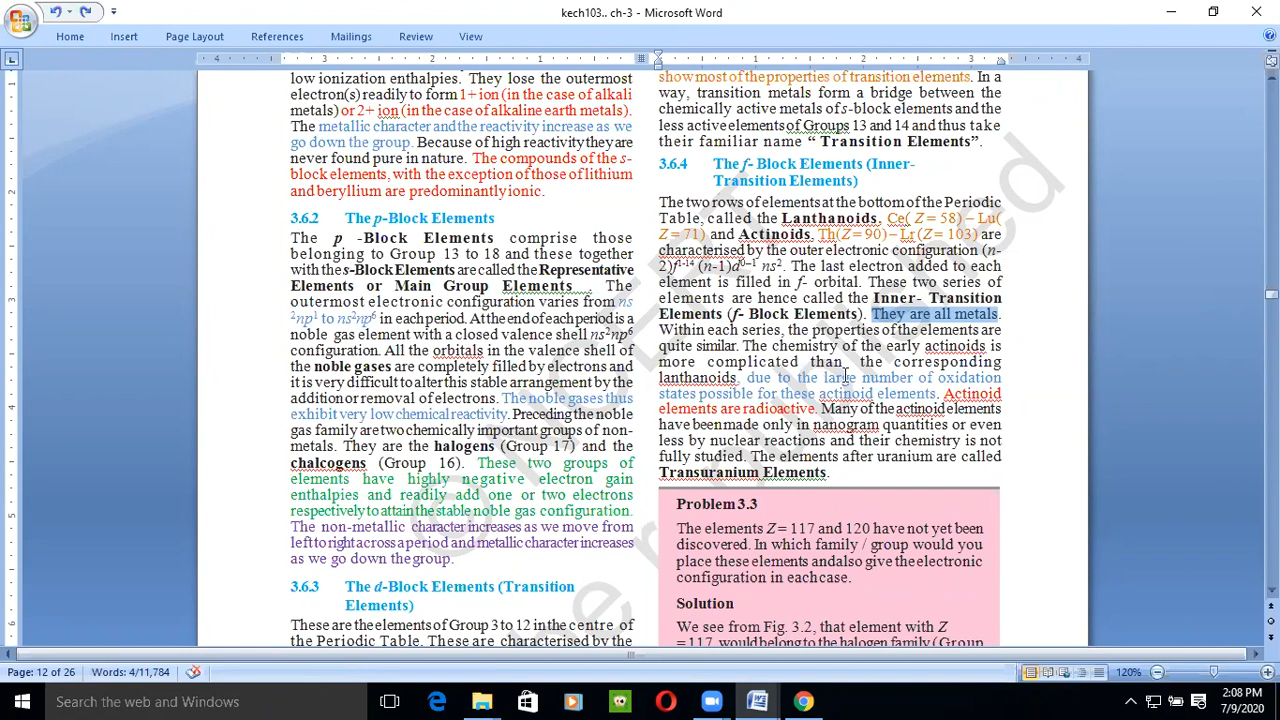 kech103.. ch-3 - Microsoft Word
Home Insert Page Layout References Mailings Review View
low ionization enthalpies. They lose the outermost
electron(s) readily to form 1+ ion (in the case of alkali
metals) or 2+ ion (in the case of alkaline earth metals).
The metallic character and the reactivity increase as we
go down the group. Because of high reactivity they are
never found pure in nature. The compounds of the s-
block elements, with the exception of those of lithium
and beryllium are predominantly ionic.
3.6.2 The p-Block Elements
The p -Block Elements comprise those
belonging to Group 13 to 18 and these together
with the s-Block Elements are called the Representative
Elements or Main Group Elements .  The
outermost electronic configuration varies from ns
²np¹ to ns²np⁶ in each period. At the end of each period is a
noble gas element with a closed valence shell ns²np⁶
configuration. All the orbitals in the valence shell of
the noble gases are completely filled by electrons and
it is very difficult to alter this stable arrangement by the
addition or removal of electrons. The noble gases thus
exhibit very low chemical reactivity. Preceding the noble
gas family are two chemically important groups of non-
metals. They are the halogens (Group 17) and the
chalcogens (Group 16). These two groups of
elements have highly negative electron gain
enthalpies and readily add one or two electrons
respectively to attain the stable noble gas configuration.
The non-metallic character increases as we move from
left to right across a period and metallic character increases
as we go down the group.
3.6.3 The d-Block Elements (Transition
Elements)
These are the elements of Group 3 to 12 in the centre of
the Periodic Table. These are characterised by the
show most of the properties of transition elements. In a
way, transition metals form a bridge between the
chemically active metals of s-block elements and the
less active elements of Groups 13 and 14 and thus take
their familiar name “ Transition Elements”.
3.6.4 The f- Block Elements (Inner-
Transition Elements)
The two rows of elements at the bottom of the Periodic
Table, called the Lanthanoids, Ce( Z = 58) – Lu(
Z = 71) and Actinoids, Th(Z = 90) – Lr (Z = 103) are
characterised by the outer electronic configuration (n-
2)f¹⁻¹⁴ (n-1)d⁰⁻¹ ns². The last electron added to each
element is filled in f- orbital. These two series of
elements are hence called the Inner- Transition
Elements (f- Block Elements). They are all metals.
Within each series, the properties of the elements are
quite similar. The chemistry of the early actinoids is
more complicated than the corresponding
lanthanoids, due to the large number of oxidation
states possible for these actinoid elements. Actinoid
elements are radioactive. Many of the actinoid elements
have been made only in nanogram quantities or even
less by nuclear reactions and their chemistry is not
fully studied. The elements after uranium are called
Transuranium Elements.
Problem 3.3
The elements Z = 117 and 120 have not yet been
discovered. In which family / group would you
place these elements and also give the electronic
configuration in each case.
Solution
We see from Fig. 3.2, that element with Z
= 117, would belong to the halogen family (Group
© NCERT
Page: 12 of 26 Words: 4/11,784 120%
Search the web and Windows
2:08 PM
7/9/2020